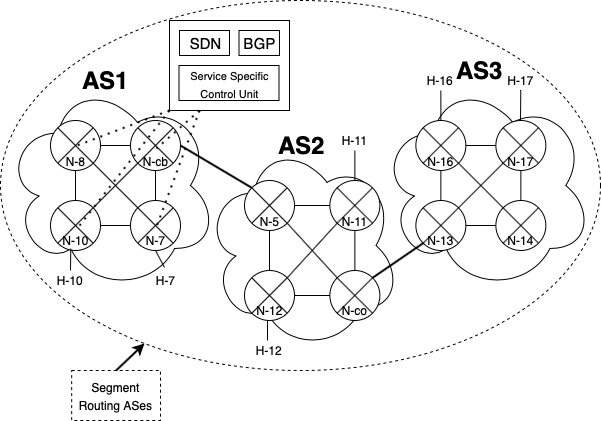 SDN BGP
Service Specific
Control Unit
AS1
AS2
AS3
H-16
H-17
H-11
N-8
N-cb
N-10
N-7
H-10
H-7
N-5
N-11
N-12
N-co
H-12
N-16
N-17
N-13
N-14
Segment
Routing ASes